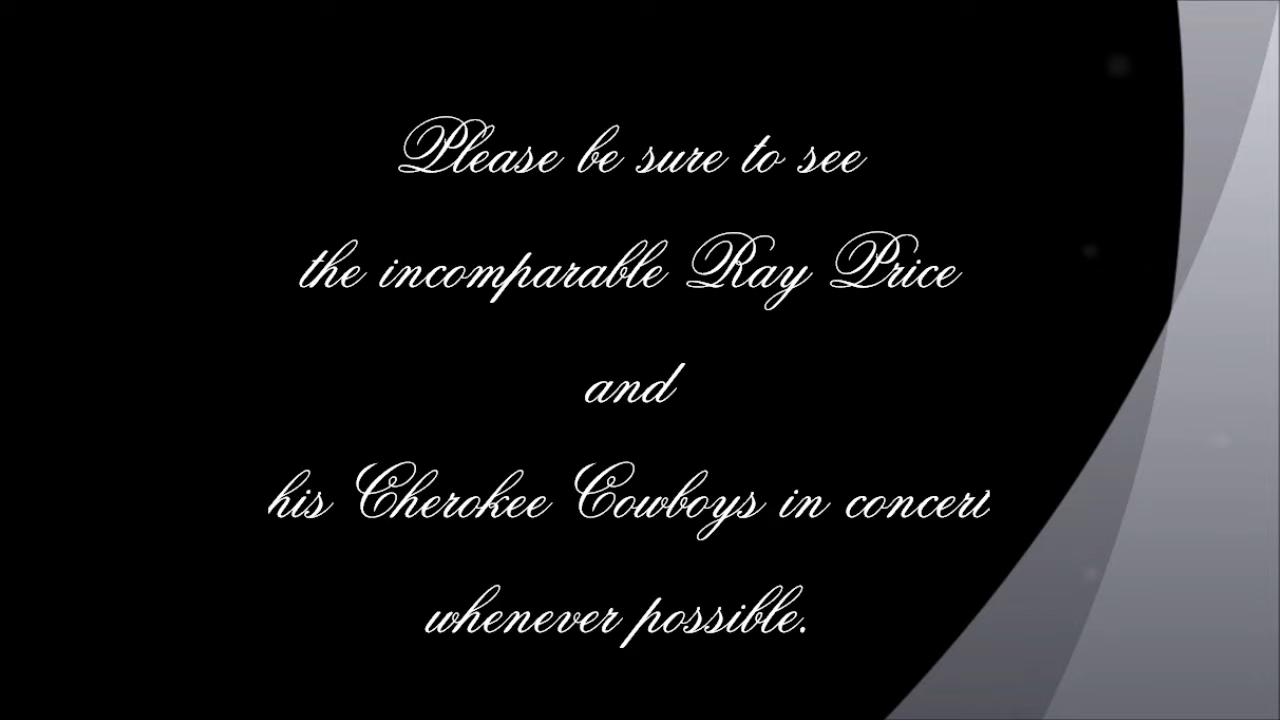 Please be sure to see
the incomparable Ray Price
and
his Cherokee Cowboys in concert
whenever possible.